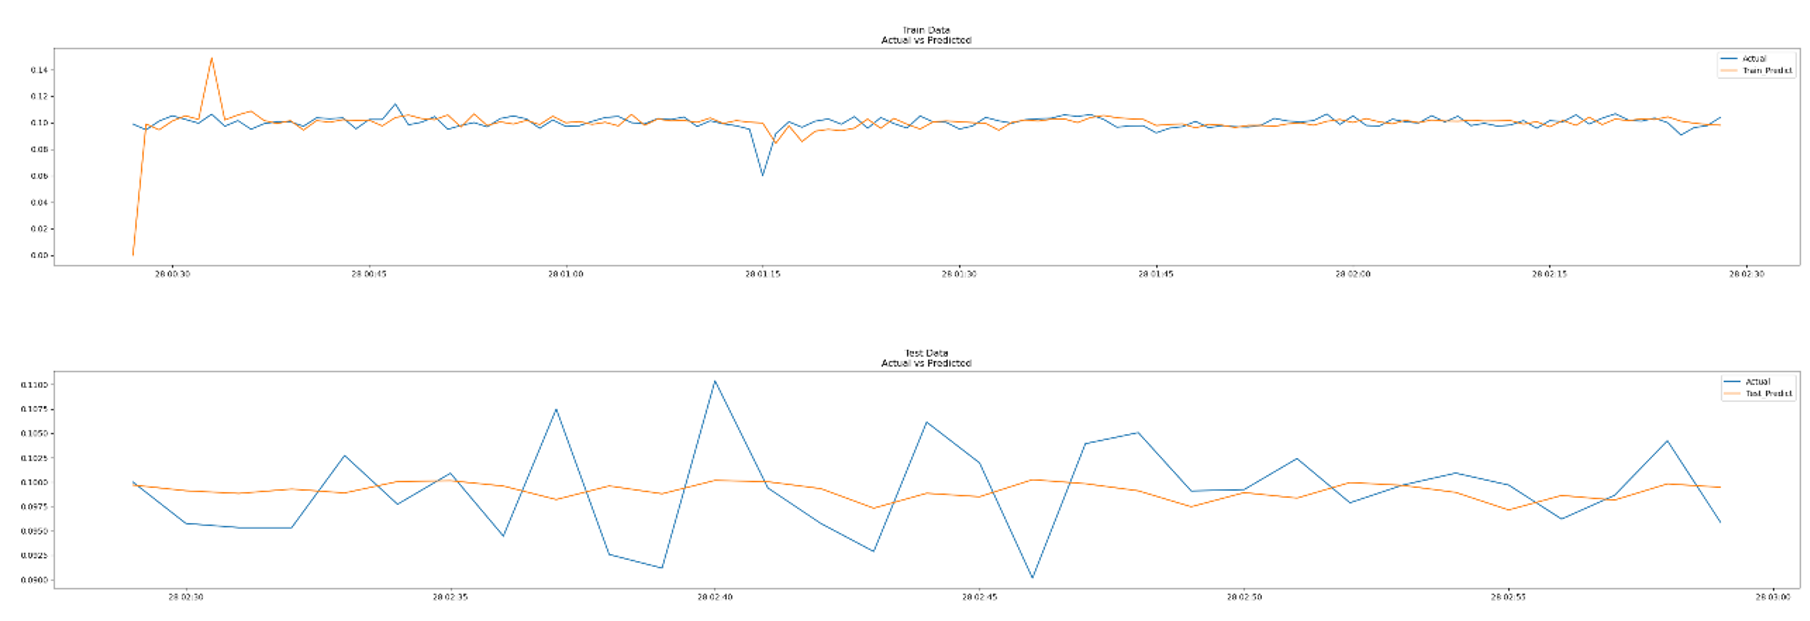 Train Data
Actual vs Predicted
Actual
Train Predict
0.14
0.12
0.10
0.08
0.06
0.04
0.02
0.00
28 00:30 28 00:45 28 01:00 28 01:15 28 01:30 28 01:45 28 02:00 28 02:15 28 02:30
Test Data
Actual vs Predicted
Actual
Test Predict
0.1100
0.1075
0.1050
0.1025
0.1000
0.0975
0.0950
0.0925
0.0900
28 02:30 28 02:35 28 02:40 28 02:45 28 02:50 28 02:55 28 03:00